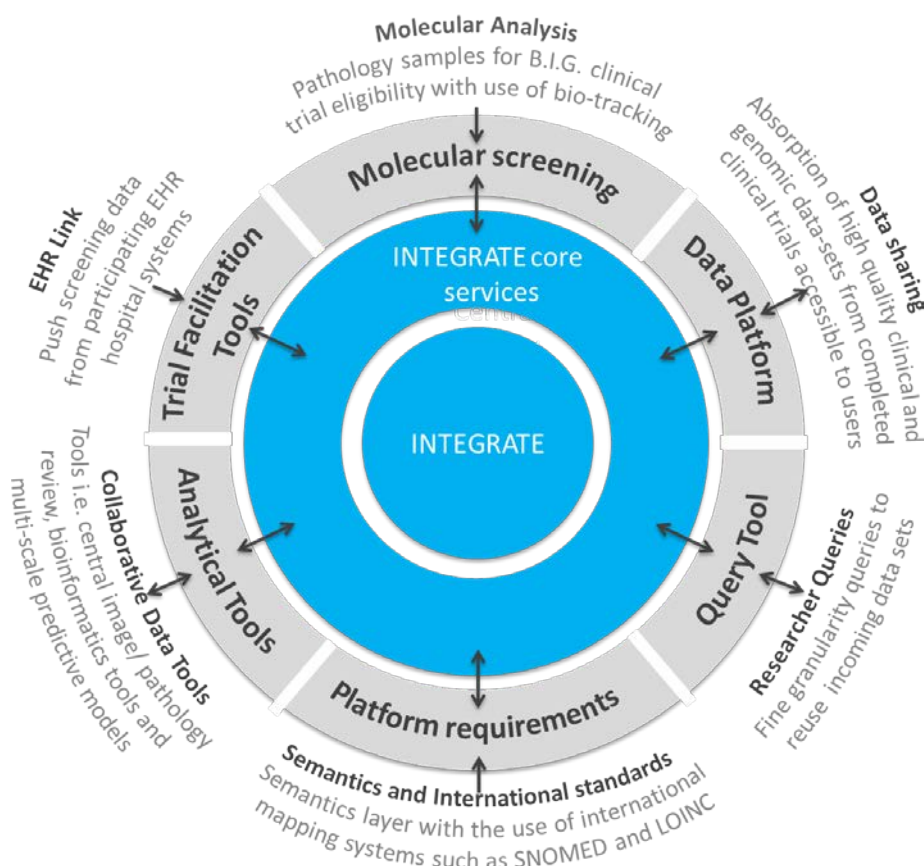 Molecular Analysis
Pathology samples for B.I.G. clinical
trial eligibility with use of bio-tracking
Molecular screening
Data sharing
Absorption of high quality clinical and
genomic data-sets from completed
clinical trials accessible to users
Data Platform
Researcher Queries
Fine granularity queries to
reuse incoming data sets
Query Tool
Platform requirements
Semantics and International standards
Semantics layer with the use of international
mapping systems such as SNOMED and LOINC
Analytical Tools
Collaborative Data Tools
Tools i.e. central image/ pathology
review, bioinformatics tools and
multi-scale predictive models
EHR Link
Push screening data
from participating EHR
hospital systems
Trial Facilitation
Tools
INTEGRATE core
services
INTEGRATE